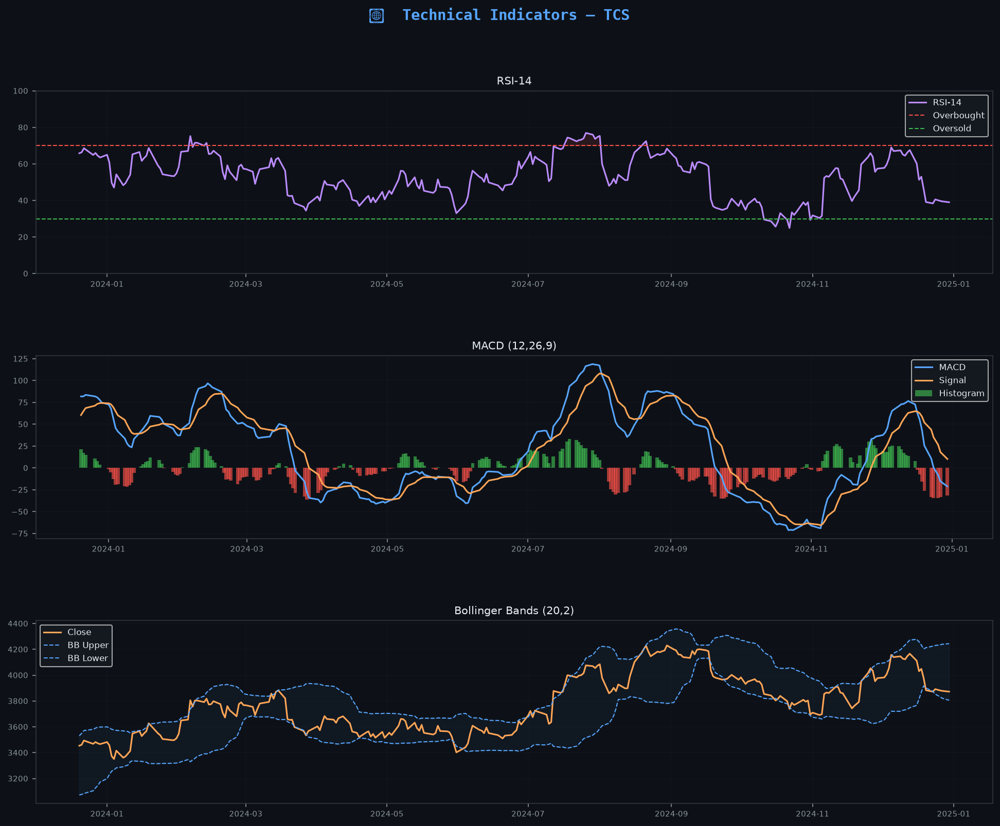 Technical Indicators — TCS
RSI-14
100
80
60
40
20
0
RSI-14
Overbought
Oversold
2024-01 2024-03 2024-05 2024-07 2024-09 2024-11 2025-01
MACD (12,26,9)
125
100
75
50
25
0
−25
−50
−75
MACD
Signal
Histogram
2024-01 2024-03 2024-05 2024-07 2024-09 2024-11 2025-01
Bollinger Bands (20,2)
4400
4200
4000
3800
3600
3400
3200
Close
BB Upper
BB Lower
2024-01 2024-03 2024-05 2024-07 2024-09 2024-11 2025-01